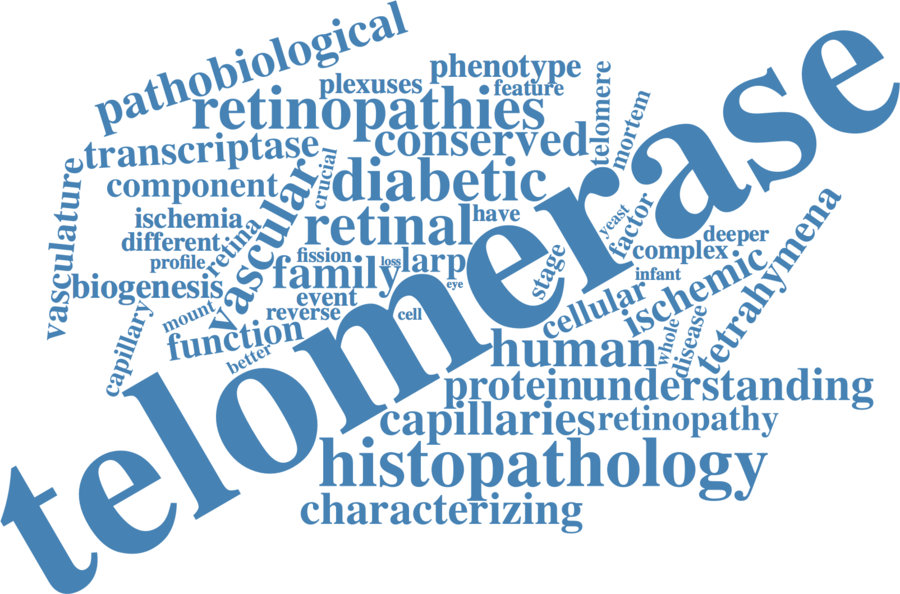 pathobiological
phenotype
plexuses
feature
retinopathies
telomere
mortem
conserved
transcriptase
crucial
vasculature
component
diabetic
vascular
ischemia
retina
retinal
have
yeast
factor
different
fission
loss
larp
complex
deeper
profile
family
eye
stage
infant
tetrahymena
biogenesis
event
ischemic
mount
reverse
cell
cellular
capillary
function
better
human
whole
disease
telomerase
protein
understanding
capillaries
retinopathy
histopathology
characterizing